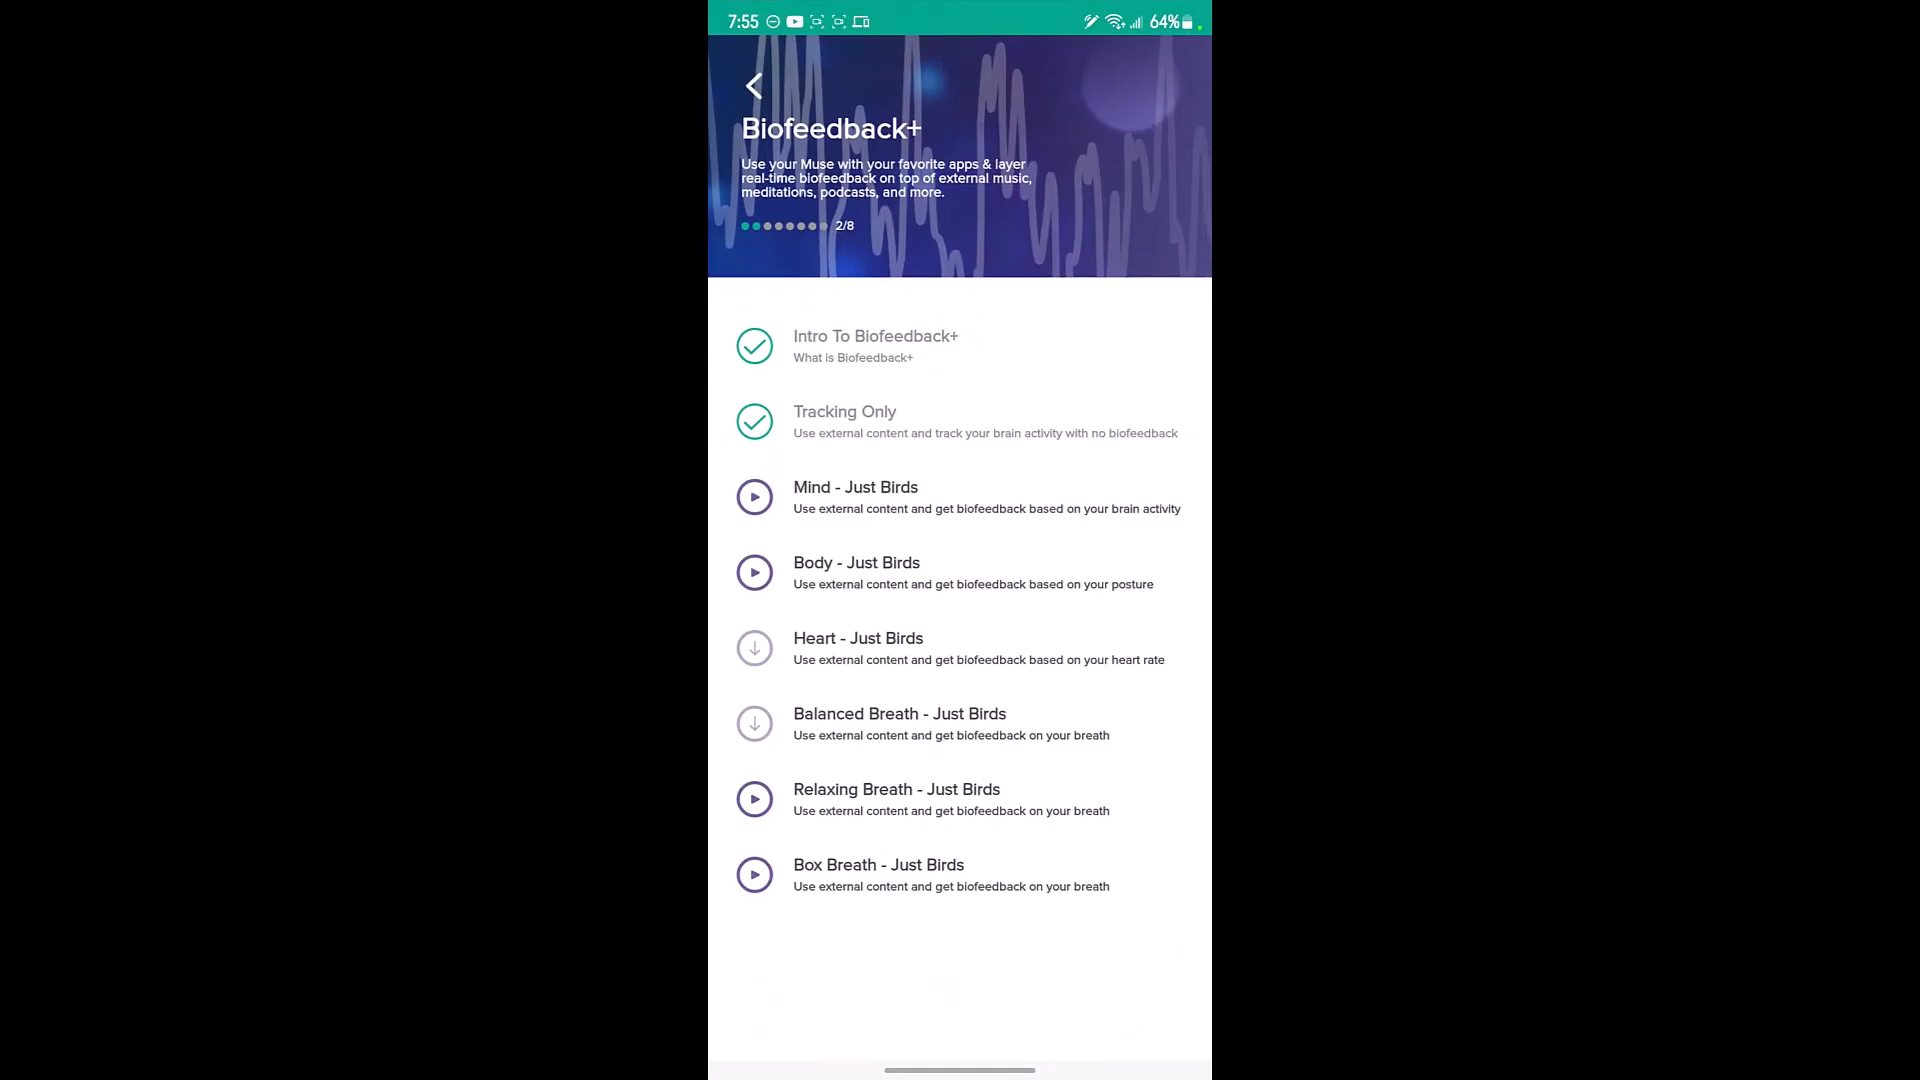 7:55 64%
Biofeedback+
Use your Muse with your favorite apps & layer
real-time biofeedback on top of external music,
meditations, podcasts, and more.
2/8
Intro To Biofeedback+
What is Biofeedback+
Tracking Only
Use external content and track your brain activity with no biofeedback
Mind - Just Birds
Use external content and get biofeedback based on your brain activity
Body - Just Birds
Use external content and get biofeedback based on your posture
Heart - Just Birds
Use external content and get biofeedback based on your heart rate
Balanced Breath - Just Birds
Use external content and get biofeedback on your breath
Relaxing Breath - Just Birds
Use external content and get biofeedback on your breath
Box Breath - Just Birds
Use external content and get biofeedback on your breath